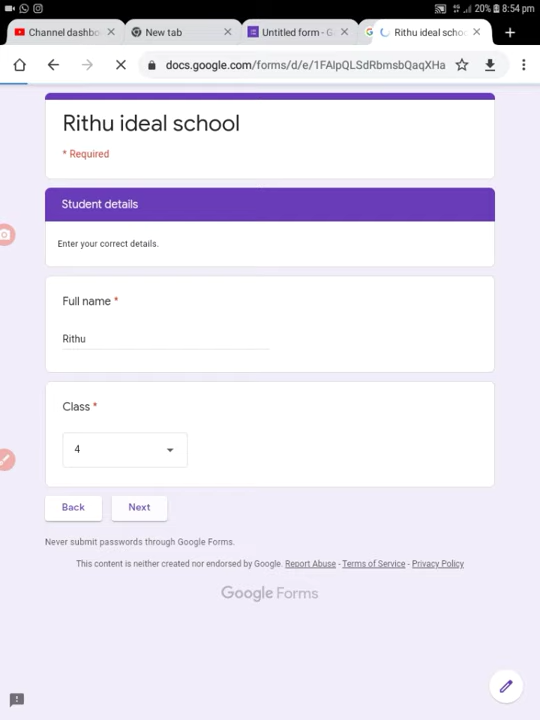 20% 8:54 pm
Channel dashbo
New tab
Untitled form - G
Rithu ideal schoo
docs.google.com/forms/d/e/1FAIpQLSdRbmsbQaqXHa
Rithu ideal school
* Required
Student details
Enter your correct details.
Full name *
Rithu
Class *
4
Back
Next
Never submit passwords through Google Forms.
This content is neither created nor endorsed by Google. Report Abuse - Terms of Service - Privacy Policy
Google Forms